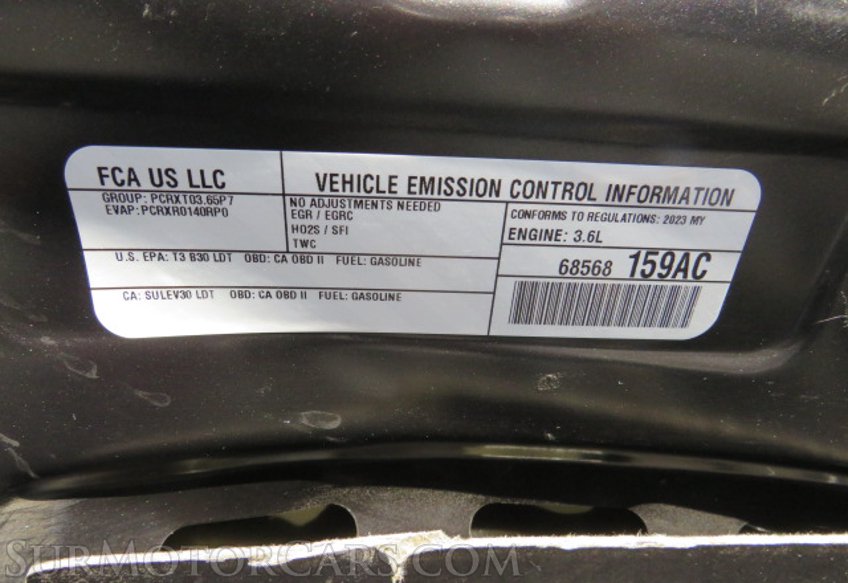 FCA US LLC
GROUP: PCRXT03.65P7
EVAP: PCRXR0140RP0
VEHICLE EMISSION CONTROL INFORMATION
NO ADJUSTMENTS NEEDED
EGR / EGRC
HO2S / SFI
TWC
CONFORMS TO REGULATIONS: 2023 MY
ENGINE: 3.6L
U.S. EPA: T3 B30 LDT OBD: CA OBD II FUEL: GASOLINE
CA: SULEV30 LDT OBD: CA OBD II FUEL: GASOLINE
68568 159AC
SurMotorCars.com